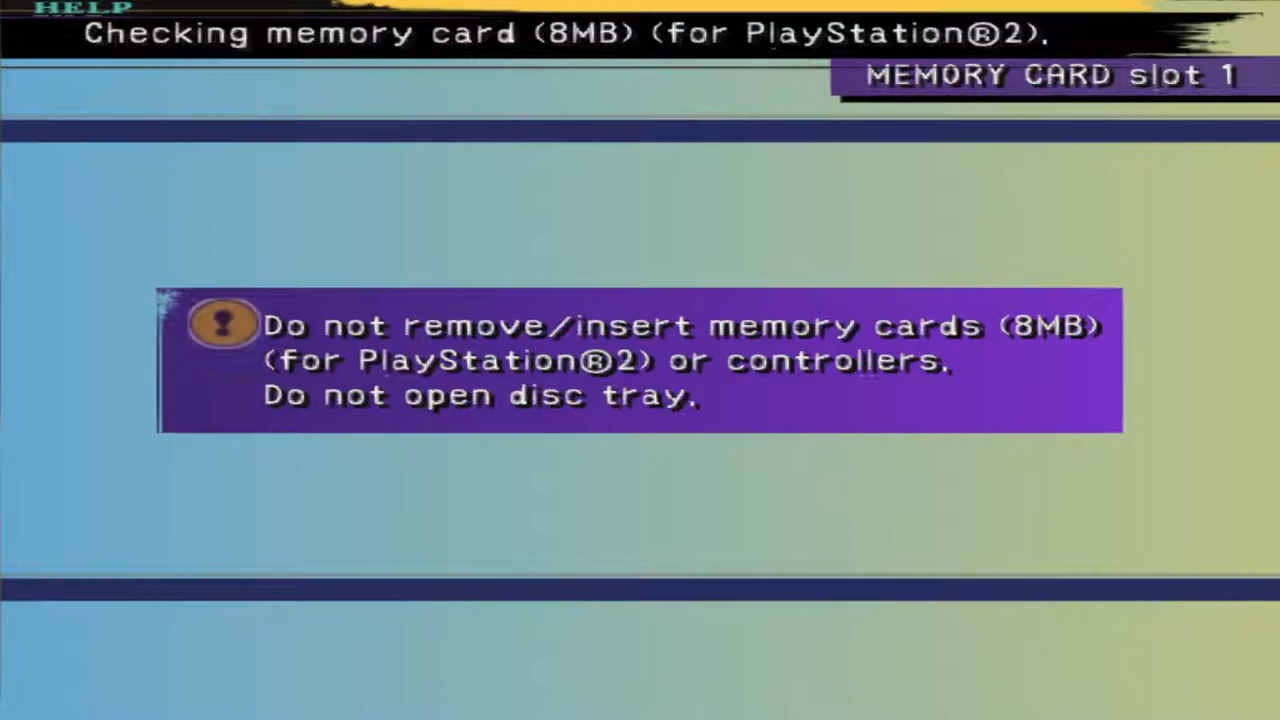 HELP
Checking memory card (8MB) (for PlayStation®2).
MEMORY CARD slot 1
Do not remove/insert memory cards (8MB)
(for PlayStation®2) or controllers.
Do not open disc tray.